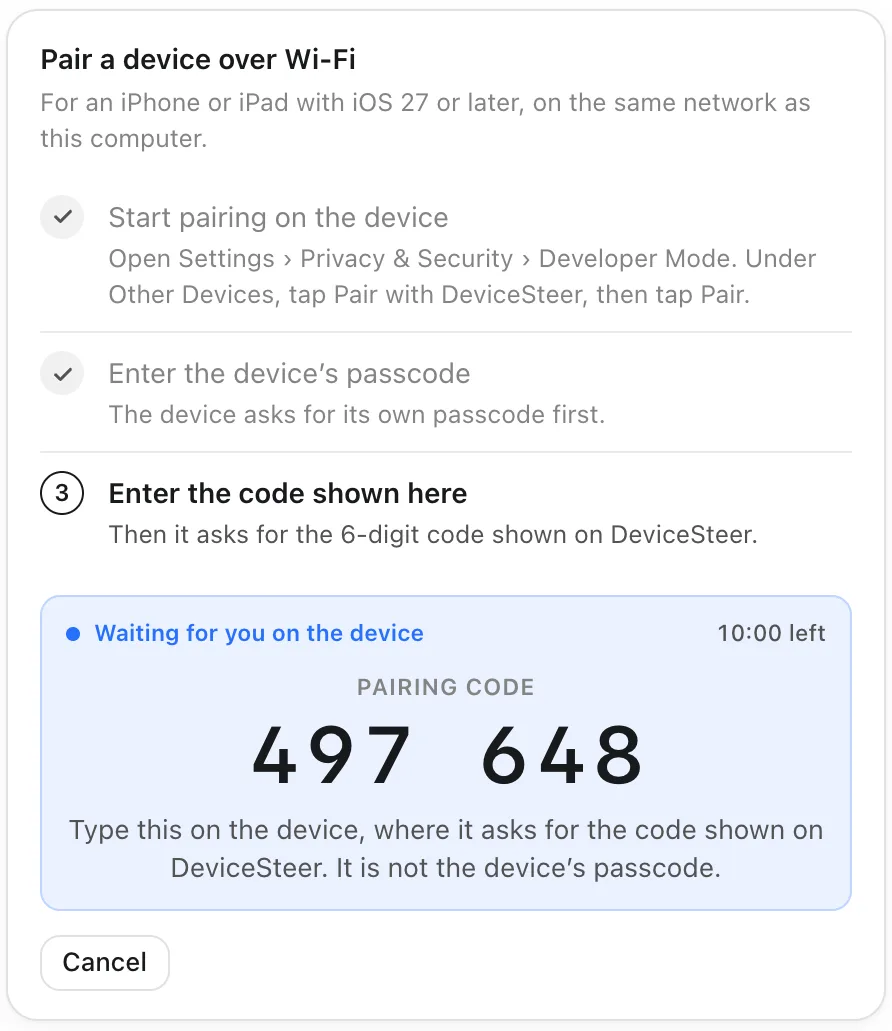 Pair a device over Wi-Fi
For an iPhone or iPad with iOS 27 or later, on the same network as
this computer.
Start pairing on the device
Open Settings › Privacy & Security › Developer Mode. Under
Other Devices, tap Pair with DeviceSteer, then tap Pair.
Enter the device’s passcode
The device asks for its own passcode first.
3 Enter the code shown here
Then it asks for the 6-digit code shown on DeviceSteer.
Waiting for you on the device 10:00 left
PAIRING CODE
497 648
Type this on the device, where it asks for the code shown on
DeviceSteer. It is not the device’s passcode.
Cancel